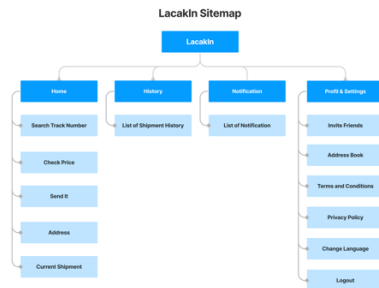 LacakIn Sitemap
LacakIn
Home
History
Notification
Profil & Settings
Search Track Number
List of Shipment History
List of Notification
Invite Friends
Check Price
Address Book
Send It
Terms and Conditions
Address
Privacy Policy
Current Shipment
Change Language
Logout